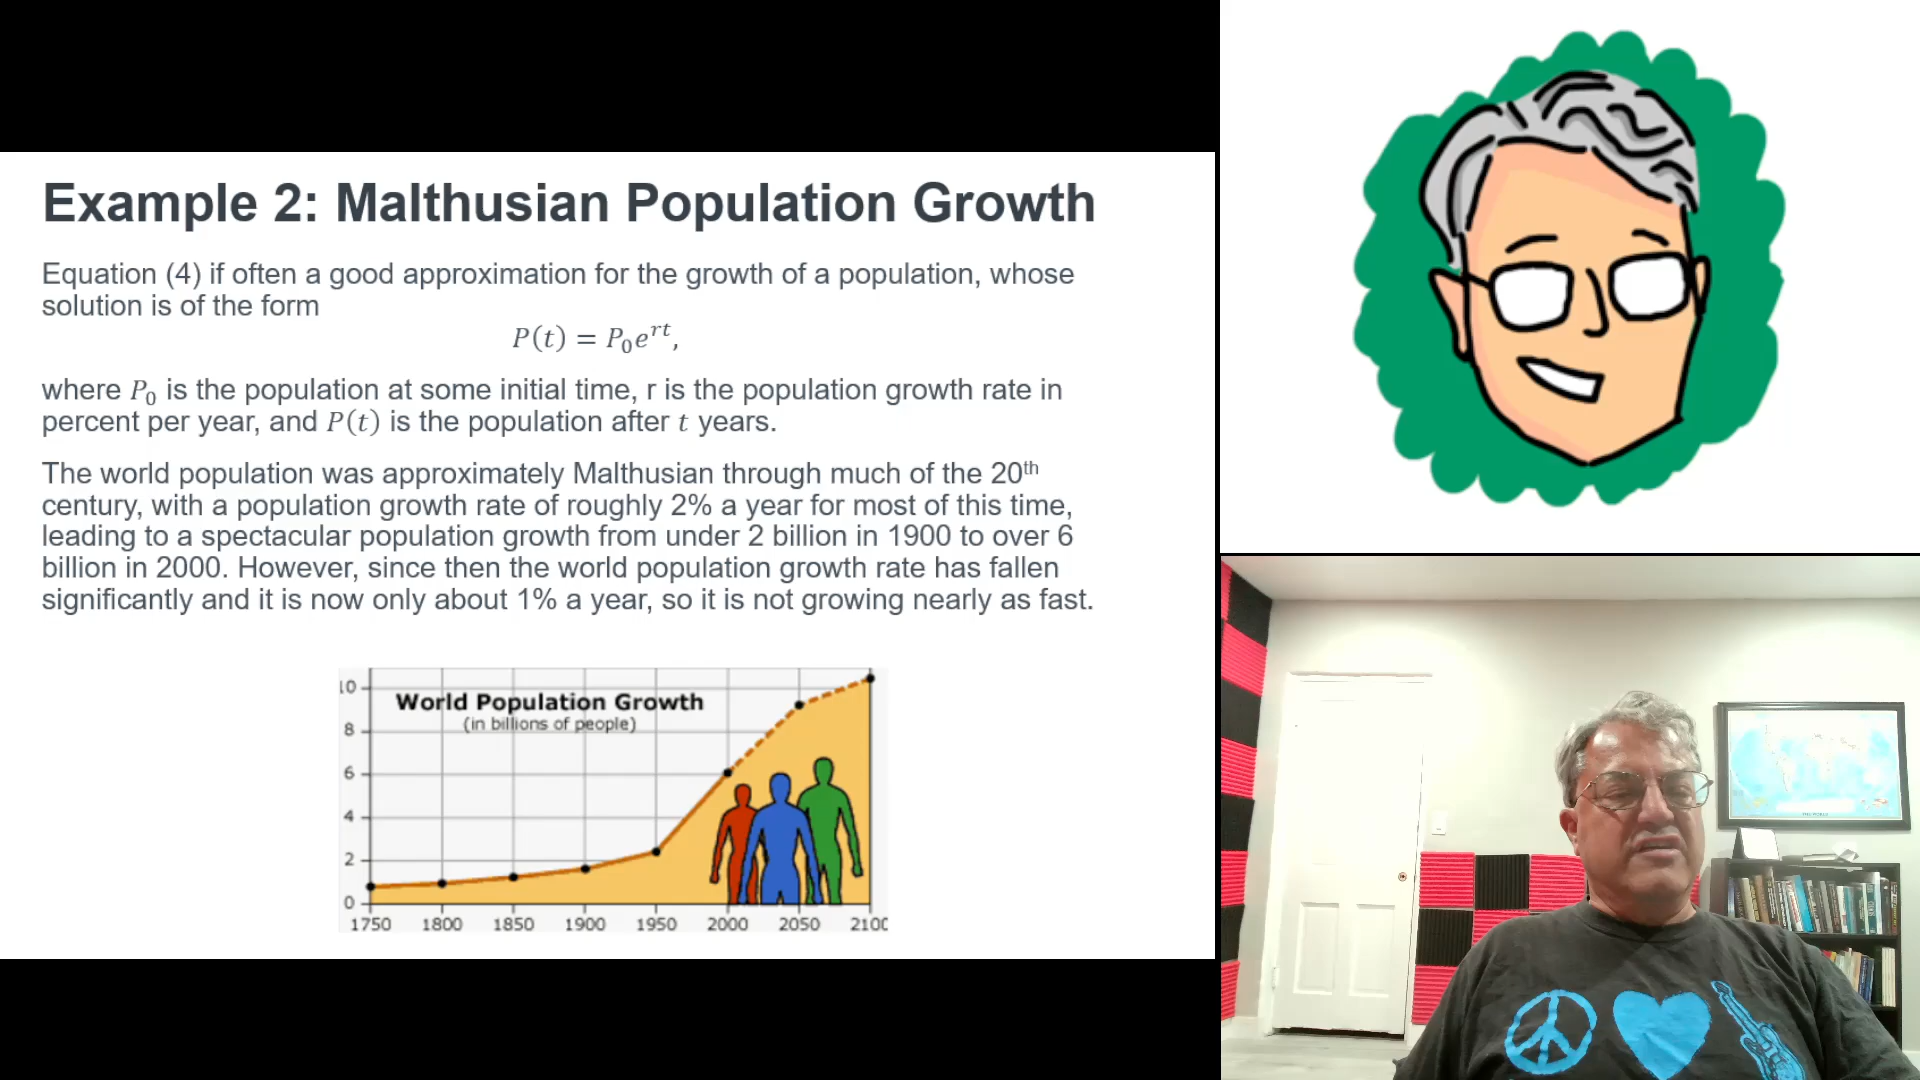 Example 2: Malthusian Population Growth
Equation (4) if often a good approximation for the growth of a population, whose
solution is of the form
P(t) = P₀eʳᵗ,
where P₀ is the population at some initial time, r is the population growth rate in
percent per year, and P(t) is the population after t years.
The world population was approximately Malthusian through much of the 20th
century, with a population growth rate of roughly 2% a year for most of this time,
leading to a spectacular population growth from under 2 billion in 1900 to over 6
billion in 2000. However, since then the world population growth rate has fallen
significantly and it is now only about 1% a year, so it is not growing nearly as fast.
World Population Growth
(in billions of people)
10
8
6
4
2
0
1750 1800 1850 1900 1950 2000 2050 2100